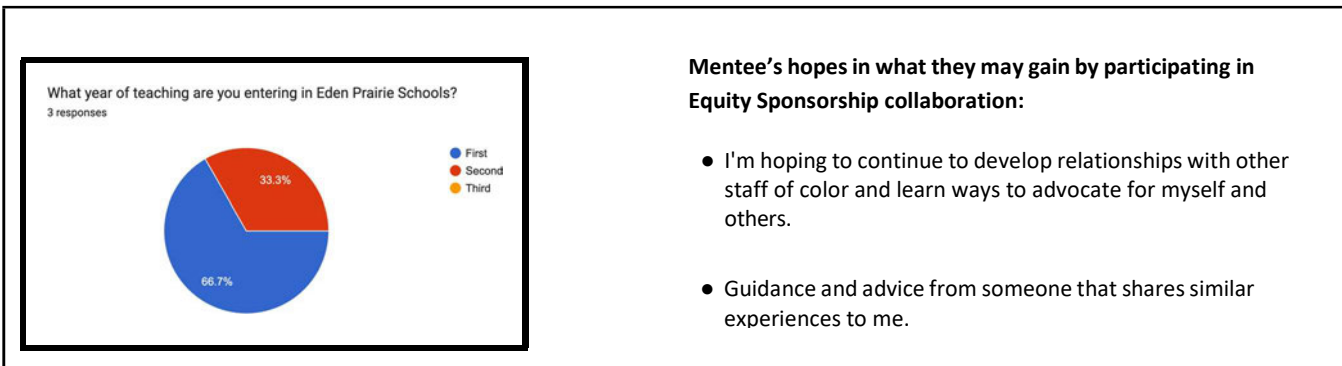 What year of teaching are you entering in Eden Prairie Schools?
3 responses
First
Second
Third
33.3%
66.7%
Mentee's hopes in what they may gain by participating in
Equity Sponsorship collaboration:
● I'm hoping to continue to develop relationships with other
staff of color and learn ways to advocate for myself and
others.
● Guidance and advice from someone that shares similar
experiences to me.